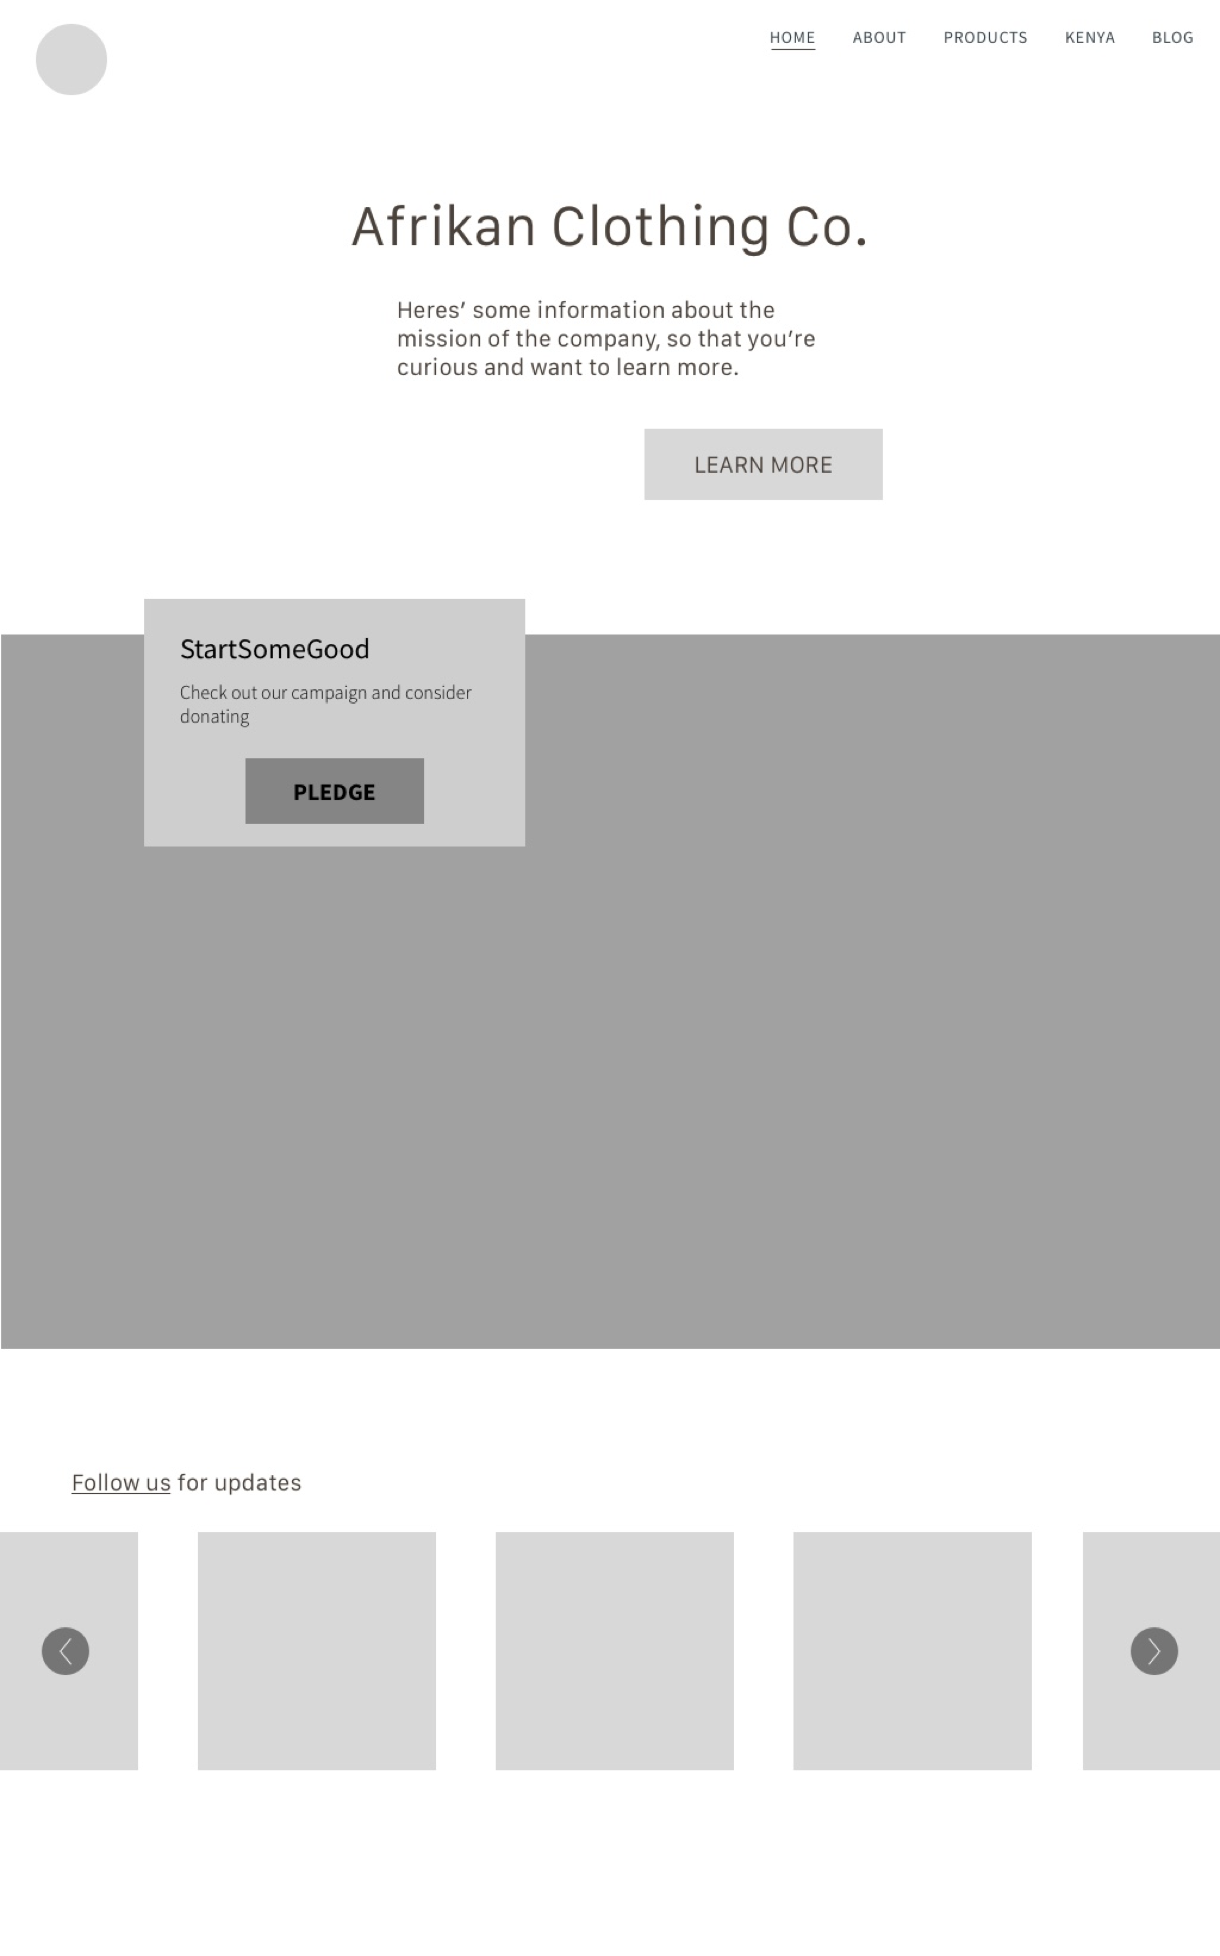 HOME ABOUT PRODUCTS KENYA BLOG
Afrikan Clothing Co.
Heres’ some information about the
mission of the company, so that you’re
curious and want to learn more.
LEARN MORE
StartSomeGood
Check out our campaign and consider
donating
PLEDGE
Follow us for updates